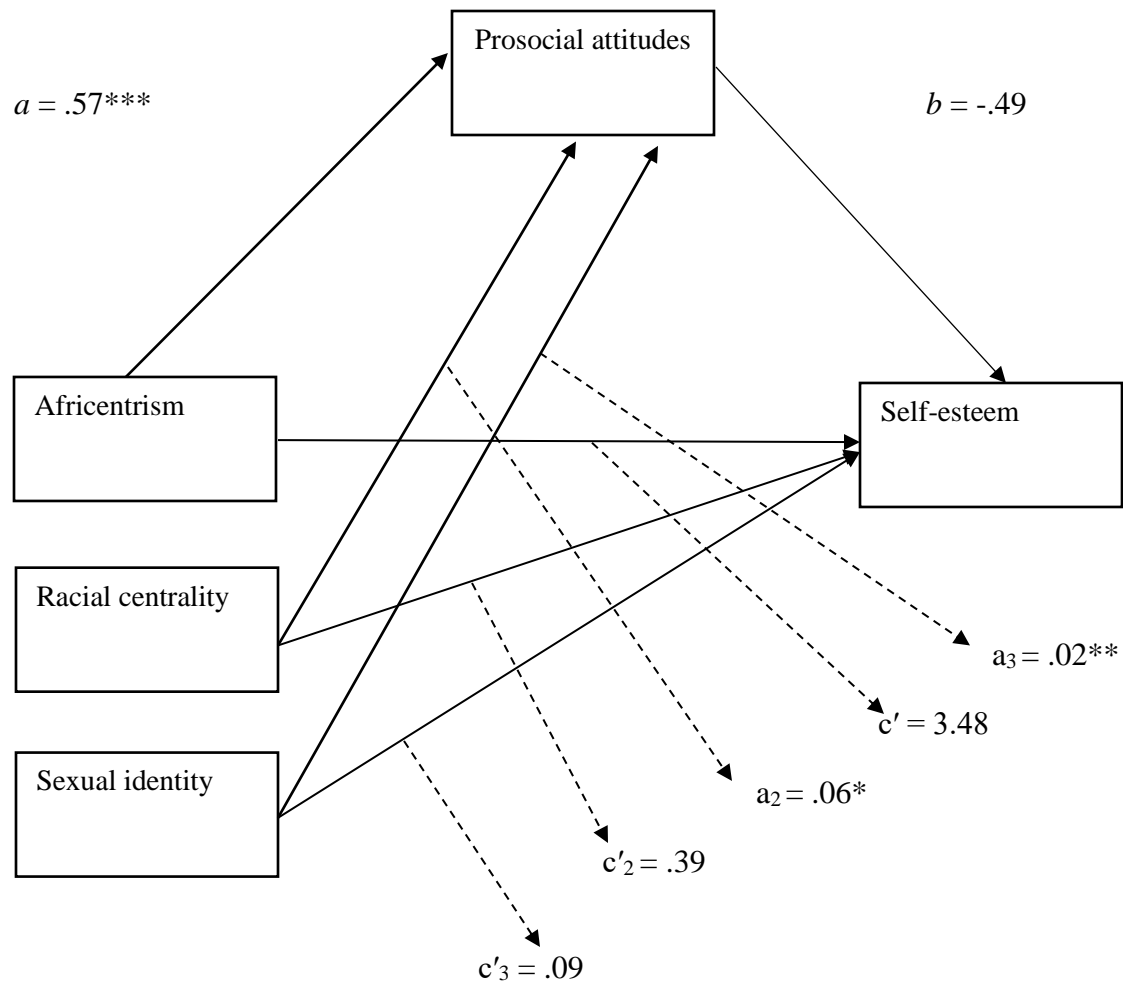 Prosocial attitudes
a = .57***
b = -.49
Africentrism
Self-esteem
Racial centrality
a₃ = .02**
c′ = 3.48
Sexual identity
a₂ = .06*
c′₂ = .39
c′₃ = .09